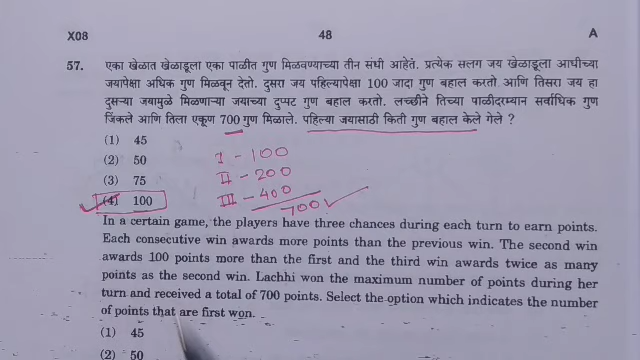 X08 48 A
57. एका खेळात खेळाडूला एका पाळीत गुण मिळवण्याच्या तीन संधी आहेत. प्रत्येक सलग जय खेळाडूला आधीच्या
जयापेक्षा अधिक गुण मिळवून देतो. दुसरा जय पहिल्यापेक्षा 100 जादा गुण बहाल करतो आणि तिसरा जय हा
दुसऱ्या जयामुळे मिळणाऱ्या जयाच्या दुप्पट गुण बहाल करतो. लच्छीने तिच्या पाळीदरम्यान सर्वाधिक गुण
जिंकले आणि तिला एकूण 700 गुण मिळाले. पहिल्या जयासाठी किती गुण बहाल केले गेले ?
(1) 45
(2) 50
(3) 75
(4) 100
I - 100
II - 200
III - 400
700
In a certain game, the players have three chances during each turn to earn points.
Each consecutive win awards more points than the previous win. The second win
awards 100 points more than the first and the third win awards twice as many
points as the second win. Lachhi won the maximum number of points during her
turn and received a total of 700 points. Select the option which indicates the number
of points that are first won.
(1) 45
(2) 50